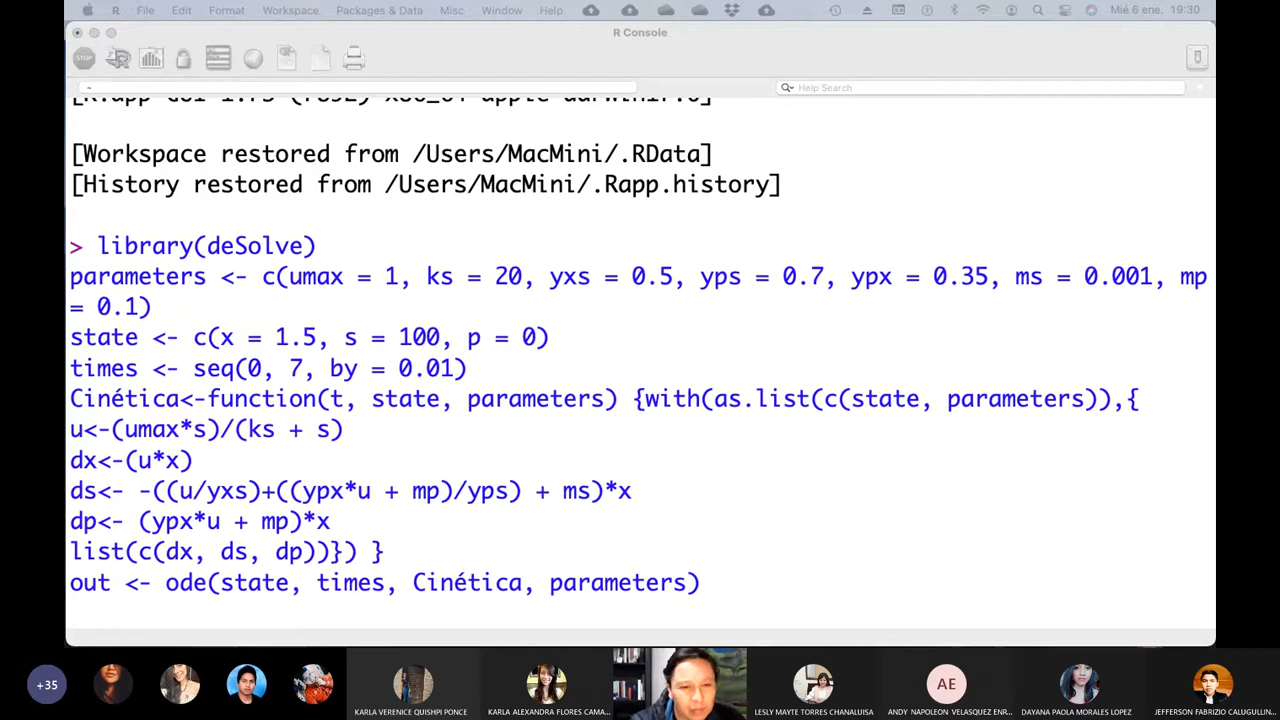 R File Edit Format Workspace Packages & Data Misc Window Help Mié 6 ene. 19:30
R Console
STOP
~ Help Search
[Workspace restored from /Users/MacMini/.RData]
[History restored from /Users/MacMini/.Rapp.history]
> library(deSolve)
parameters <- c(umax = 1, ks = 20, yxs = 0.5, yps = 0.7, ypx = 0.35, ms = 0.001, mp
= 0.1)
state <- c(x = 1.5, s = 100, p = 0)
times <- seq(0, 7, by = 0.01)
Cinética<-function(t, state, parameters) {with(as.list(c(state, parameters)),{
u<-(umax*s)/(ks + s)
dx<-(u*x)
ds<- -((u/yxs)+((ypx*u + mp)/yps) + ms)*x
dp<- (ypx*u + mp)*x
list(c(dx, ds, dp))}) }
out <- ode(state, times, Cinética, parameters)
+35 AE
KARLA VERENICE QUISHPI PONCE KARLA ALEXANDRA FLORES CAMA... LESLY MAYTE TORRES CHANALUISA ANDY NAPOLEON VELASQUEZ ENR... DAYANA PAOLA MORALES LOPEZ JEFFERSON FABRIZIO CALUGULLIN...